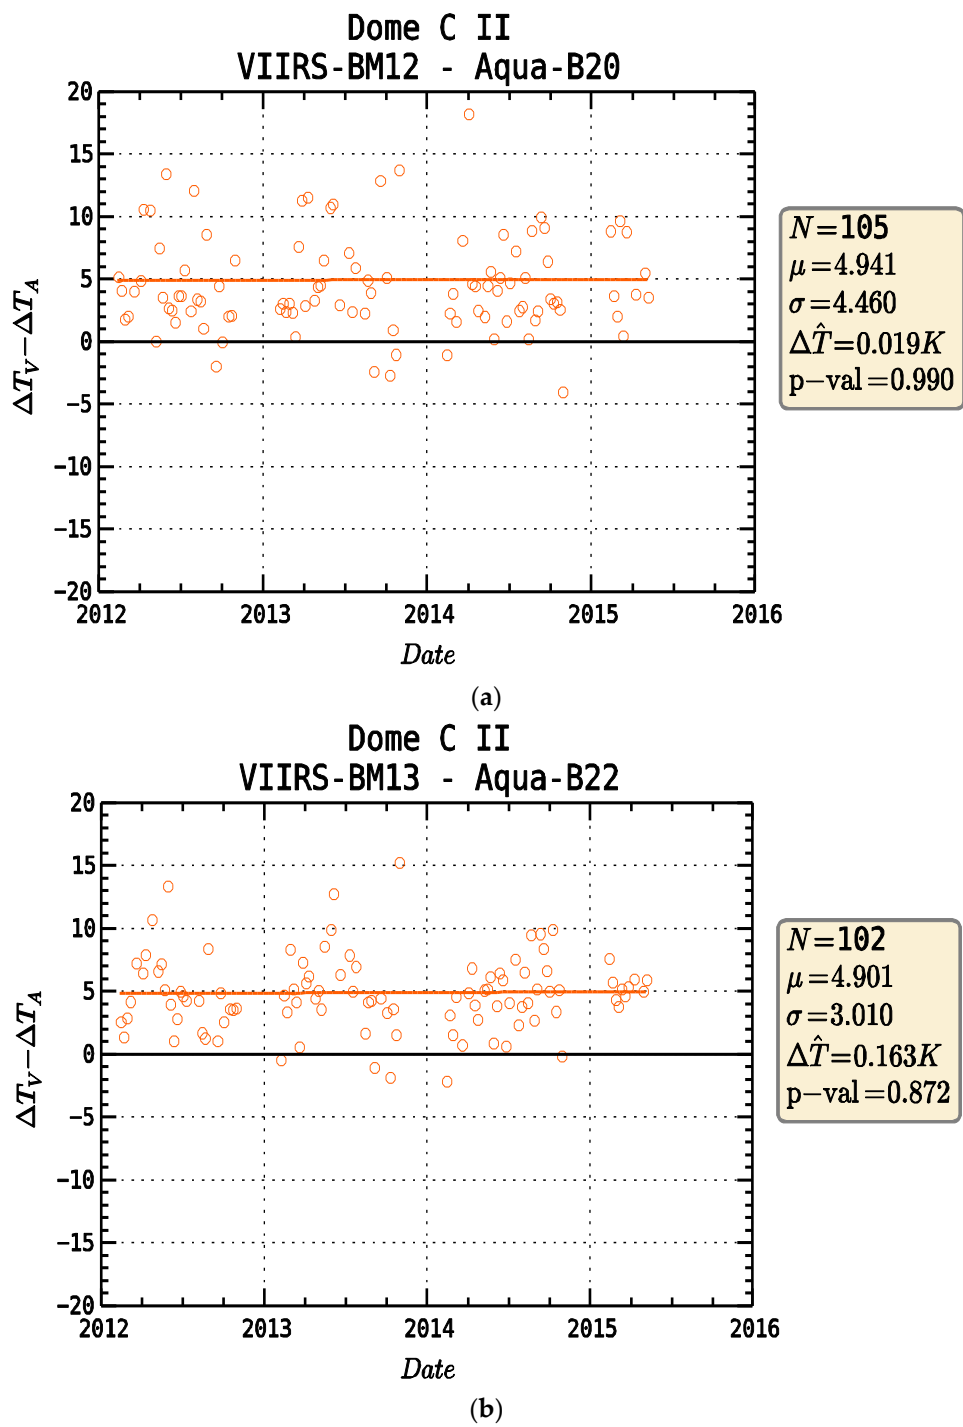 Dome C II
VIIRS-BM12 - Aqua-B20
20
15
10
5
0
−5
−10
−15
−20
ΔT_V−ΔT_A
2012 2013 2014 2015 2016
Date
N=105
μ=4.941
σ=4.460
ΔT̂=0.019K
p−val=0.990
(a)
Dome C II
VIIRS-BM13 - Aqua-B22
20
15
10
5
0
−5
−10
−15
−20
ΔT_V−ΔT_A
2012 2013 2014 2015 2016
Date
N=102
μ=4.901
σ=3.010
ΔT̂=0.163K
p−val=0.872
(b)